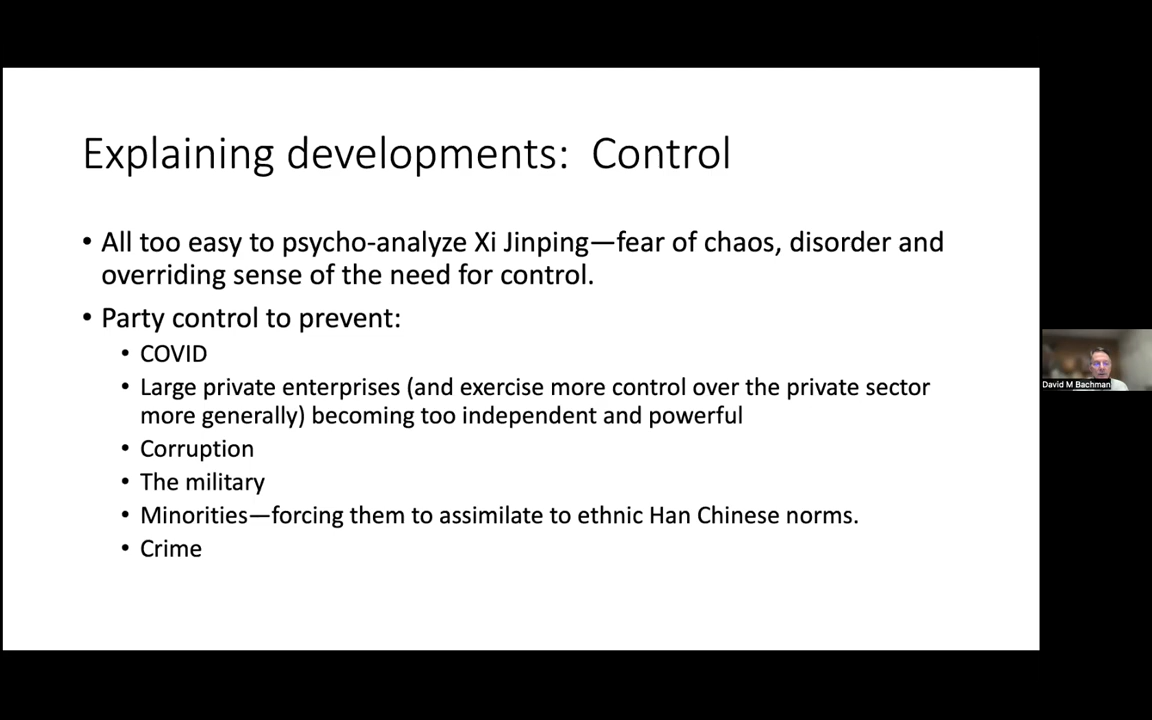 Explaining developments:  Control
• All too easy to psycho-analyze Xi Jinping—fear of chaos, disorder and
overriding sense of the need for control.
• Party control to prevent:
• COVID
• Large private enterprises (and exercise more control over the private sector
more generally) becoming too independent and powerful
• Corruption
• The military
• Minorities—forcing them to assimilate to ethnic Han Chinese norms.
• Crime
David M Bachman